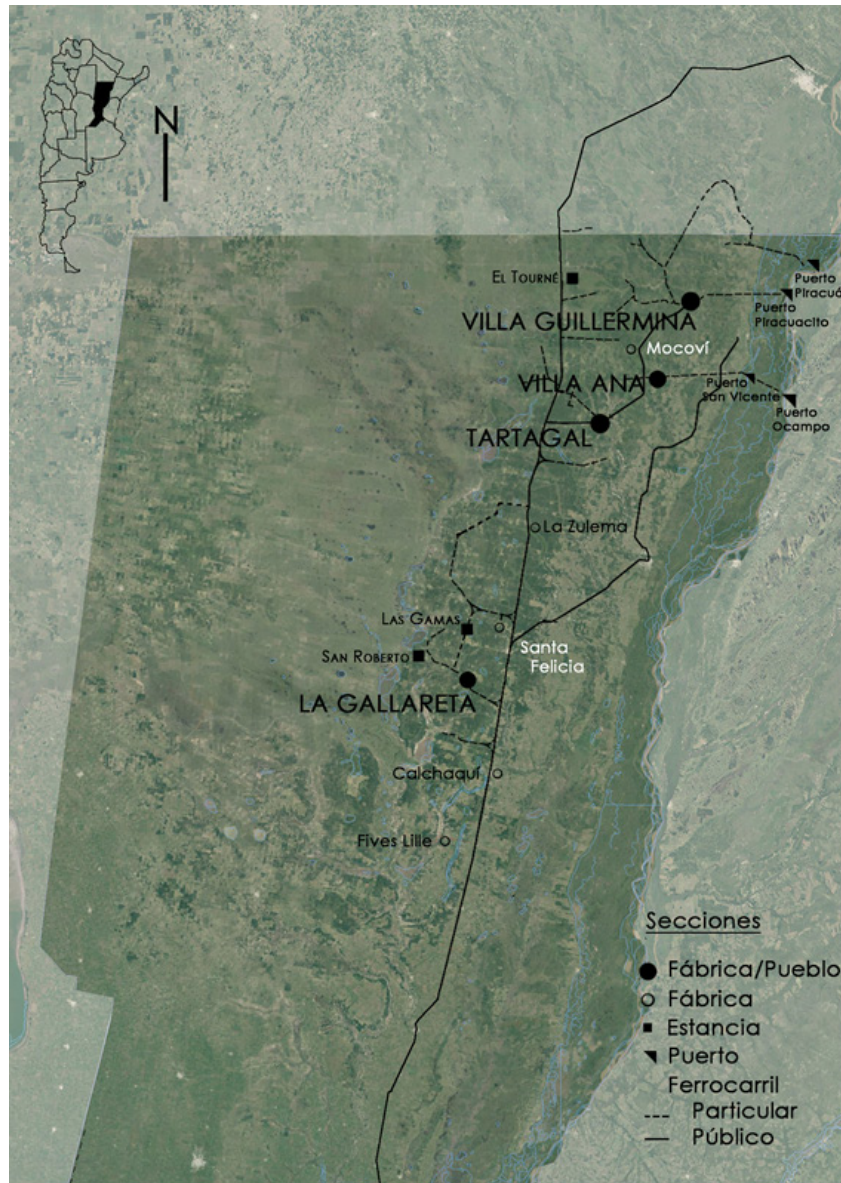 N
EL TOURNÉ
Puerto
Piracuá
VILLA GUILLERMINA
Puerto
Piracuacito
Mocoví
VILLA ANA
Puerto
San Vicente
Puerto
Ocampo
TARTAGAL
La Zulema
LAS GAMAS
SAN ROBERTO
Santa
Felicia
LA GALLARETA
Calchaquí
Fives Lille
Secciones
Fábrica/Pueblo
Fábrica
Estancia
Puerto
Ferrocarril
Particular
Público